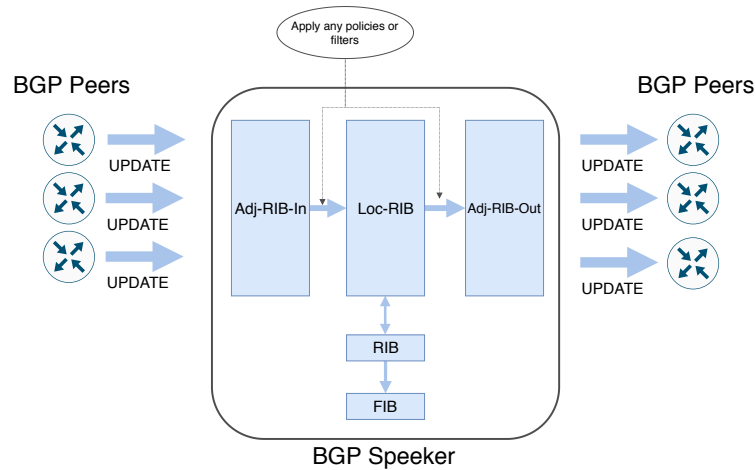 Apply any policies or
filters
BGP Peers
BGP Peers
UPDATE
UPDATE
UPDATE
Adj-RIB-In
Loc-RIB
Adj-RIB-Out
UPDATE
UPDATE
UPDATE
RIB
FIB
BGP Speeker